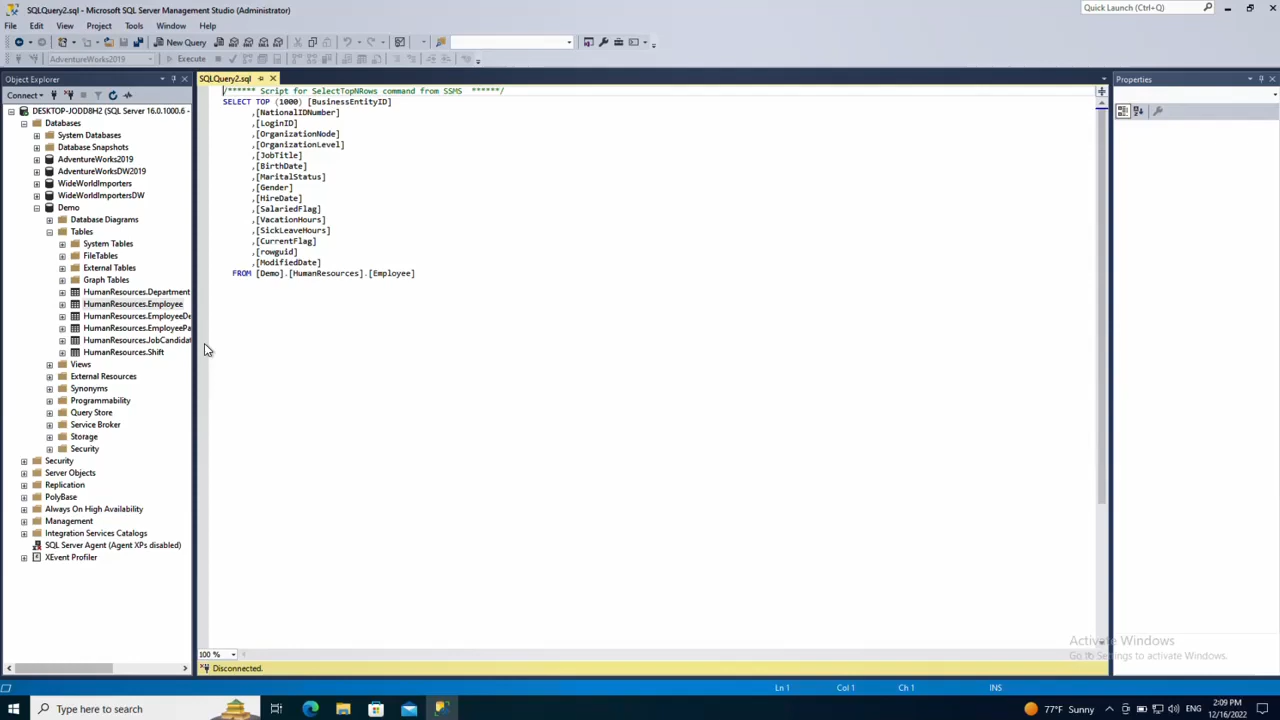 SQLQuery2.sql - Microsoft SQL Server Management Studio (Administrator)
Quick Launch (Ctrl+Q)
File Edit View Project Tools Window Help
New Query
AdventureWorks2019
Execute
Object Explorer
SQLQuery2.sql
Properties
Connect
DESKTOP-JODD8H2 (SQL Server 16.0.1000.6 -
Databases
System Databases
Database Snapshots
AdventureWorks2019
AdventureWorksDW2019
WideWorldImporters
WideWorldImportersDW
Demo
Database Diagrams
Tables
System Tables
FileTables
External Tables
Graph Tables
HumanResources.Department
HumanResources.Employee
HumanResources.EmployeeDe
HumanResources.EmployeePa
HumanResources.JobCandidat
HumanResources.Shift
Views
External Resources
Synonyms
Programmability
Query Store
Service Broker
Storage
Security
Security
Server Objects
Replication
PolyBase
Always On High Availability
Management
Integration Services Catalogs
SQL Server Agent (Agent XPs disabled)
XEvent Profiler
/****** Script for SelectTopNRows command from SSMS  ******/
SELECT TOP (1000) [BusinessEntityID]
,[NationalIDNumber]
,[LoginID]
,[OrganizationNode]
,[OrganizationLevel]
,[JobTitle]
,[BirthDate]
,[MaritalStatus]
,[Gender]
,[HireDate]
,[SalariedFlag]
,[VacationHours]
,[SickLeaveHours]
,[CurrentFlag]
,[rowguid]
,[ModifiedDate]
FROM [Demo].[HumanResources].[Employee]
100 %
Disconnected.
Activate Windows
Go to Settings to activate Windows.
Ln 1 Col 1 Ch 1 INS
Type here to search
77°F Sunny
2:09 PM
12/16/2022